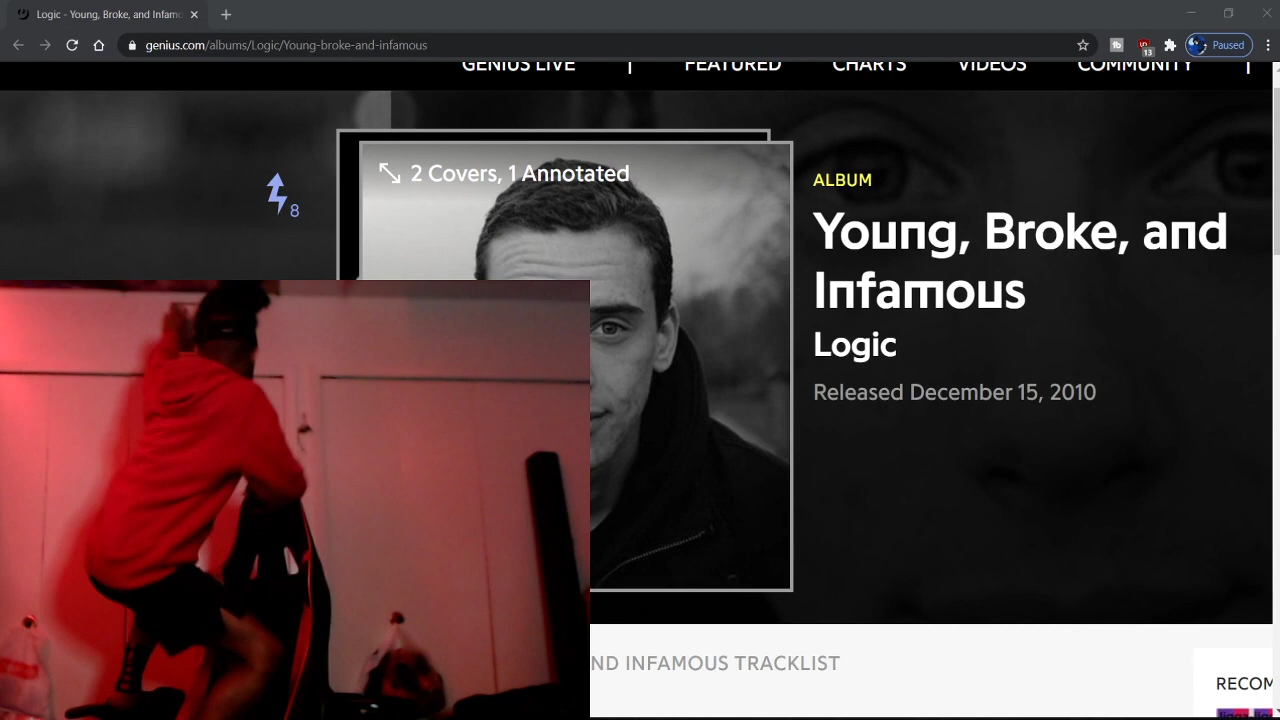 Logic - Young, Broke, and Infamo
genius.com/albums/Logic/Young-broke-and-infamous
13
Paused
GENIUS LIVE | FEATURED CHARTS VIDEOS COMMUNITY |
2 Covers, 1 Annotated
8
ALBUM
Young, Broke, and
Infamous
Logic
Released December 15, 2010
ND INFAMOUS TRACKLIST
RECOM